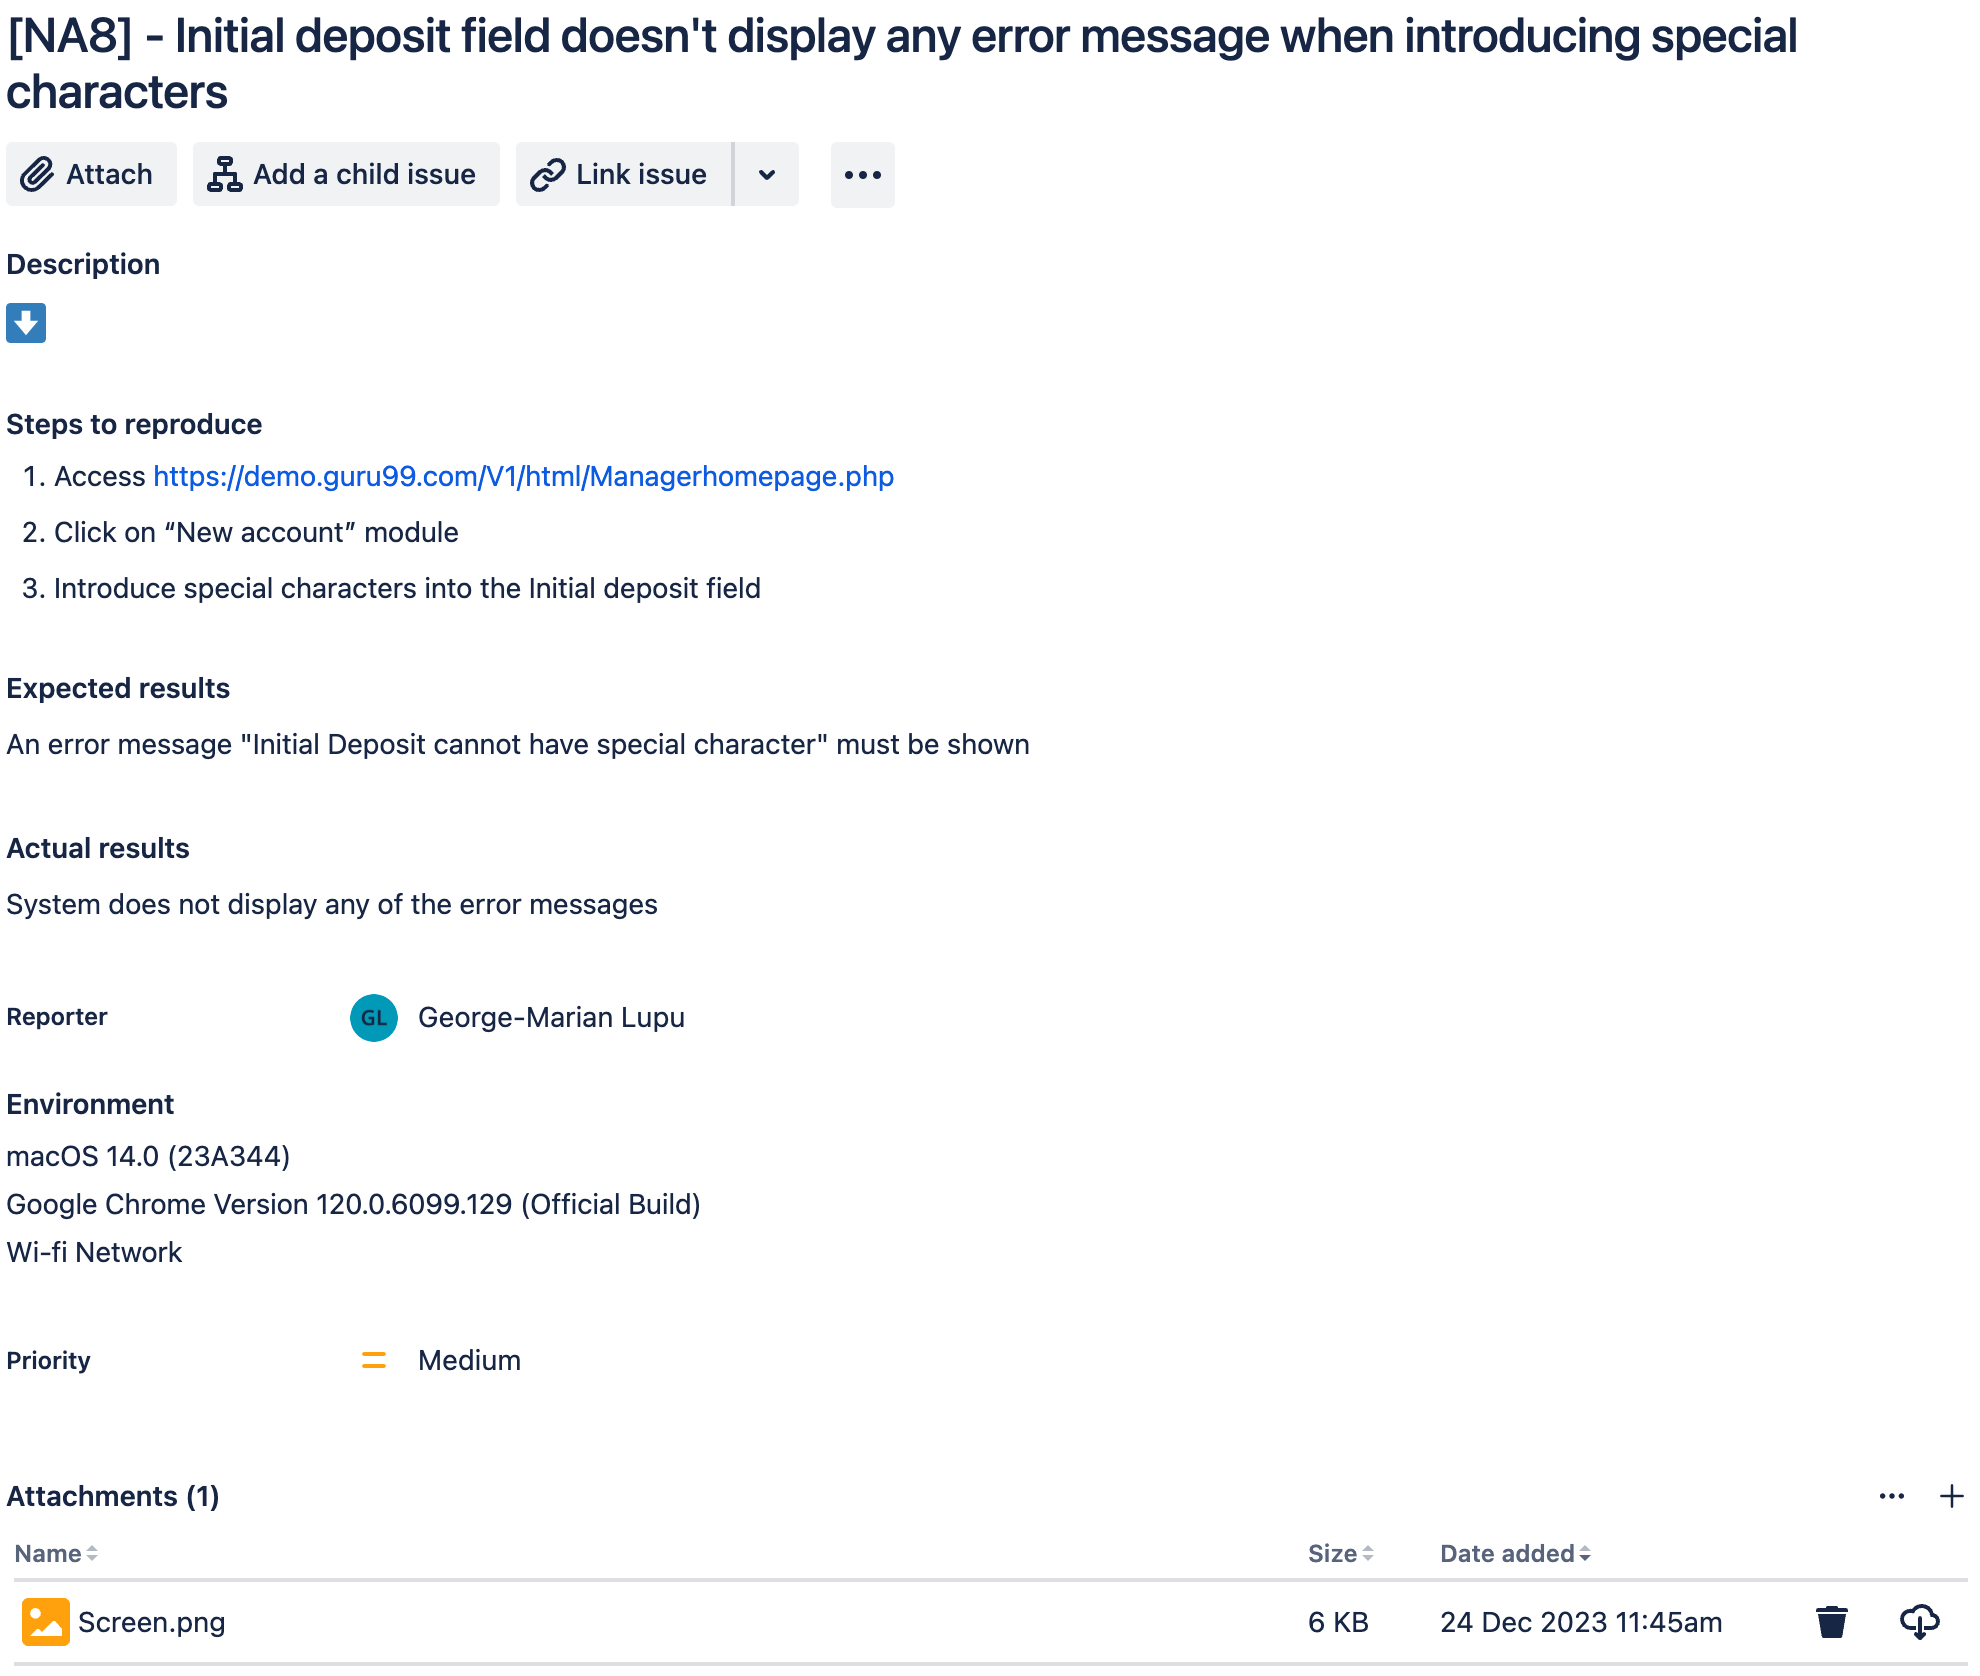 [NA8] - Initial deposit field doesn't display any error message when introducing special
characters
Attach
Add a child issue
Link issue
Description
Steps to reproduce
1. Access https://demo.guru99.com/V1/html/Managerhomepage.php
2. Click on “New account” module
3. Introduce special characters into the Initial deposit field
Expected results
An error message "Initial Deposit cannot have special character" must be shown
Actual results
System does not display any of the error messages
Reporter GL George-Marian Lupu
Environment
macOS 14.0 (23A344)
Google Chrome Version 120.0.6099.129 (Official Build)
Wi-fi Network
Priority Medium
Attachments (1)
Name Size Date added
Screen.png 6 KB 24 Dec 2023 11:45am